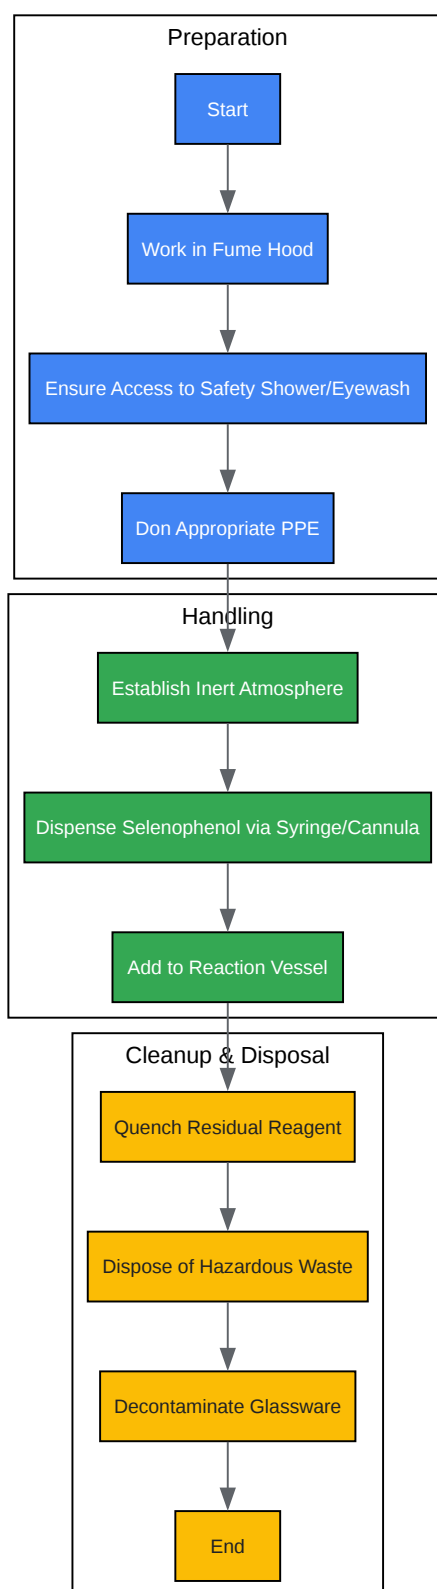 Preparation
Start
Work in Fume Hood
Ensure Access to Safety Shower/Eyewash
Don Appropriate PPE
Handling
Establish Inert Atmosphere
Dispense Selenophenol via Syringe/Cannula
Add to Reaction Vessel
Cleanup & Disposal
Quench Residual Reagent
Dispose of Hazardous Waste
Decontaminate Glassware
End